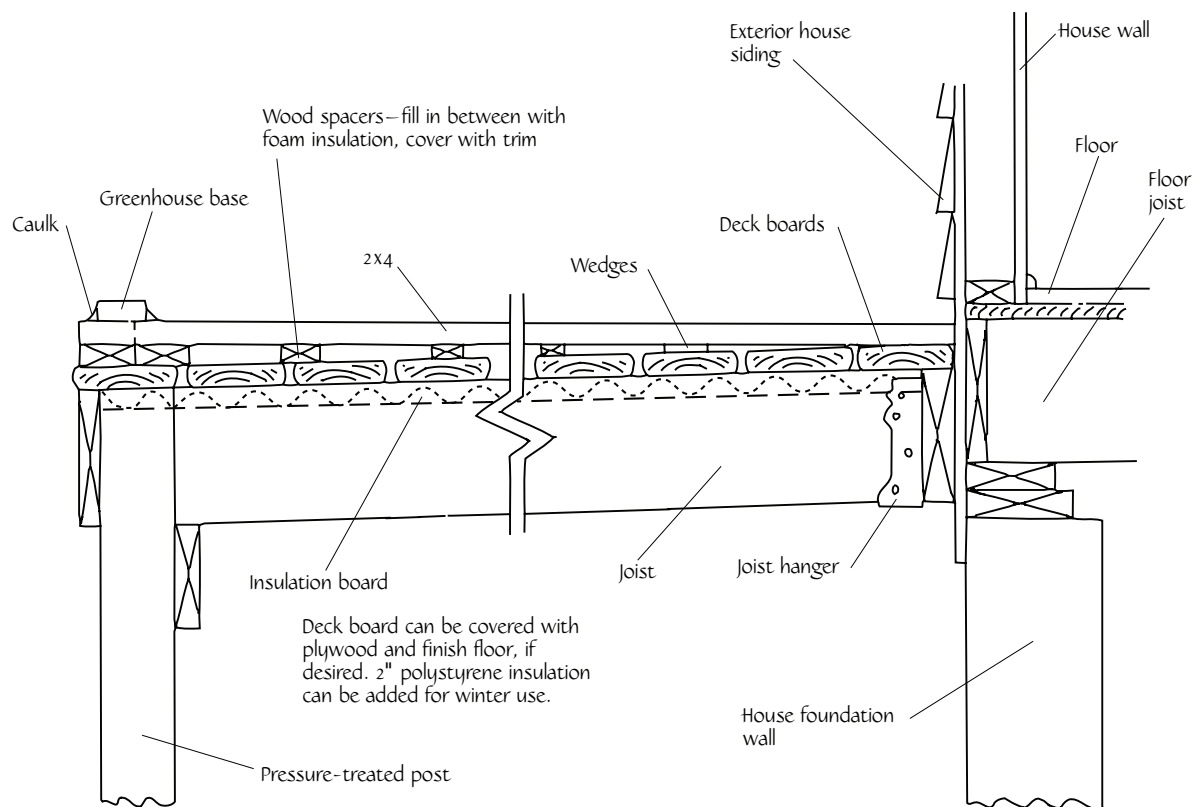 Exterior house
siding
House wall
Wood spacers–fill in between with
foam insulation, cover with trim
Floor
Floor
joist
Greenhouse base
Caulk
2x4
Wedges
Deck boards
Insulation board
Joist
Joist hanger
Deck board can be covered with
plywood and finish floor, if
desired. 2" polystyrene insulation
can be added for winter use.
House foundation
wall
Pressure-treated post